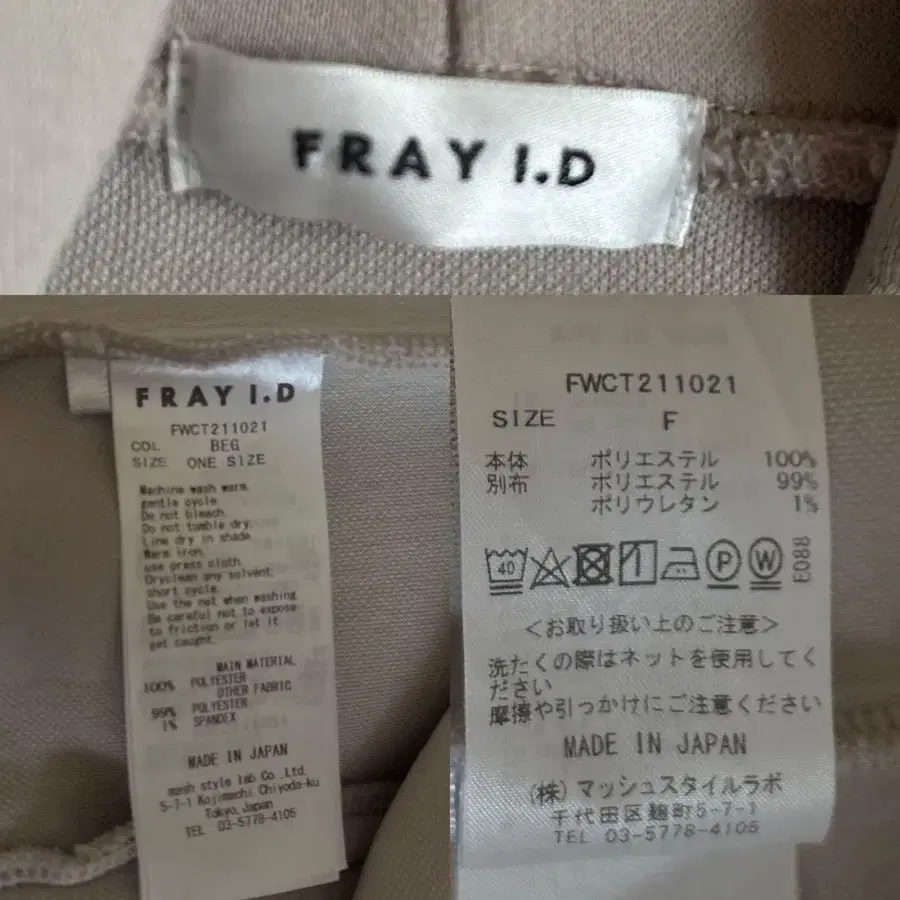 FRAY I.D
FRAY I.D
FWCT211021
COL BEG
SIZE ONE SIZE
Machine wash warm.
gentle cycle.
Do not bleach.
Do not tumble dry.
Line dry in shade.
Warm iron.
use press cloth.
Dryclean any solvent.
short cycle.
Use the net when washing
Be careful not to expose
to friction or let it
get caught.
MAIN MATERIAL
100% POLYESTER
OTHER FABRIC
99% POLYESTER
1% SPANDEX
MADE IN JAPAN
mash style lab Co.,Ltd.
5-7-1 Kojimachi Chiyoda-ku
Tokyo,Japan
TEL 03-5778-4105
FWCT211021
SIZE F
本体 ポリエステル 100%
別布 ポリエステル 99%
ポリウレタン 1%
40 P W
E088
<お取り扱い上のご注意>
洗たくの際はネットを使用してく
ださい
摩擦や引っかけにご注意ください
MADE IN JAPAN
(株)マッシュスタイルラボ
千代田区麹町5-7-1
TEL 03-5778-4105